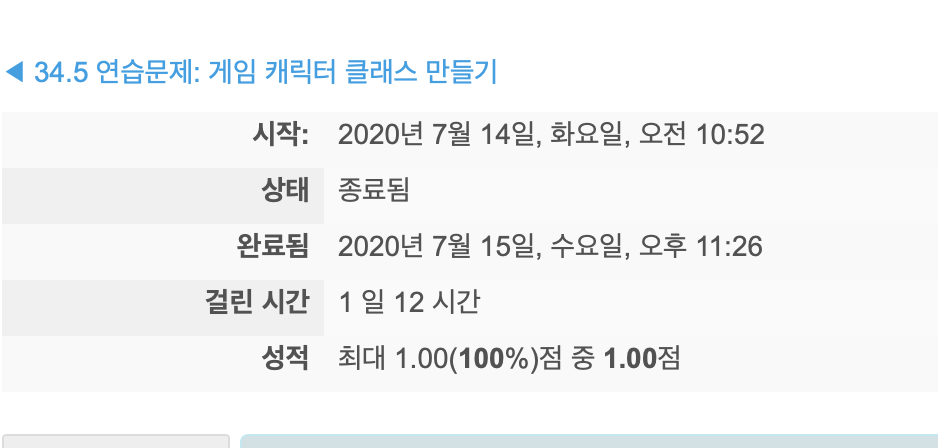 ◀ 34.5 연습문제: 게임 캐릭터 클래스 만들기
시작: 2020년 7월 14일, 화요일, 오전 10:52
상태 종료됨
완료됨 2020년 7월 15일, 수요일, 오후 11:26
걸린 시간 1 일 12 시간
성적 최대 1.00(100%)점 중 1.00점